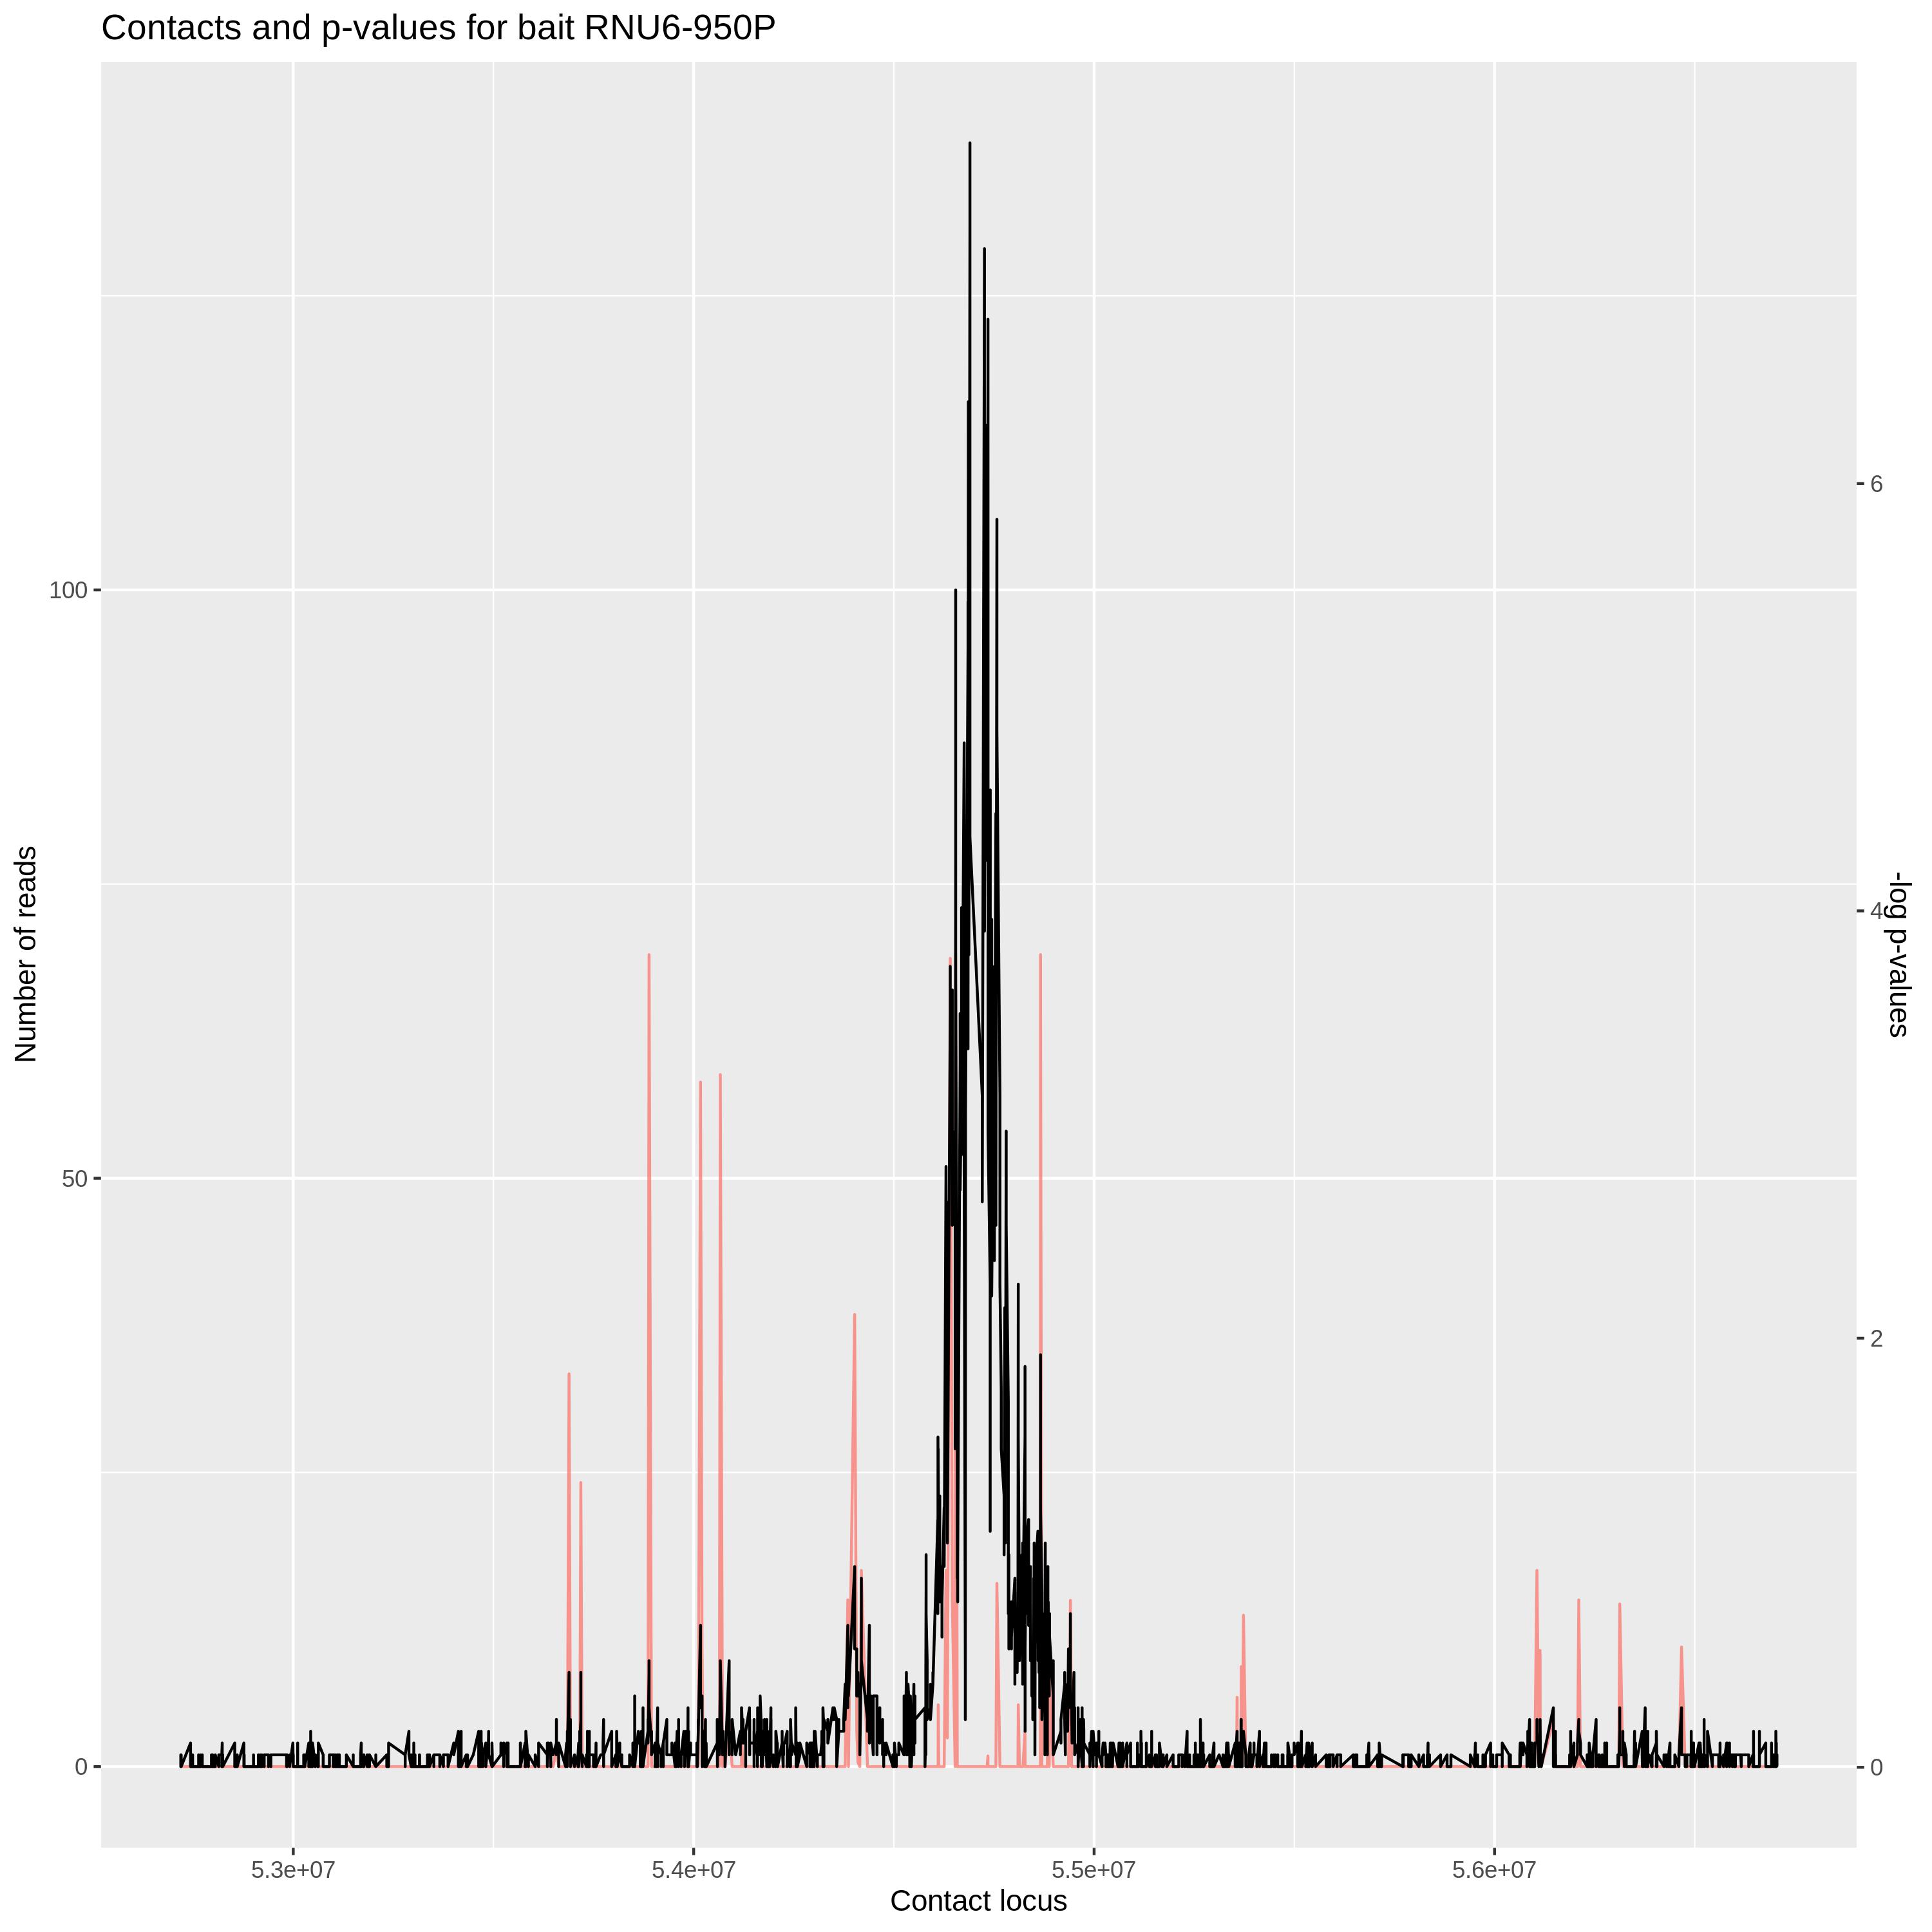 Contacts and p-values for bait RNU6-950P
Number of reads
100
50
0
6
4
2
0
-log p-values
5.3e+07
5.4e+07
5.5e+07
5.6e+07
Contact locus